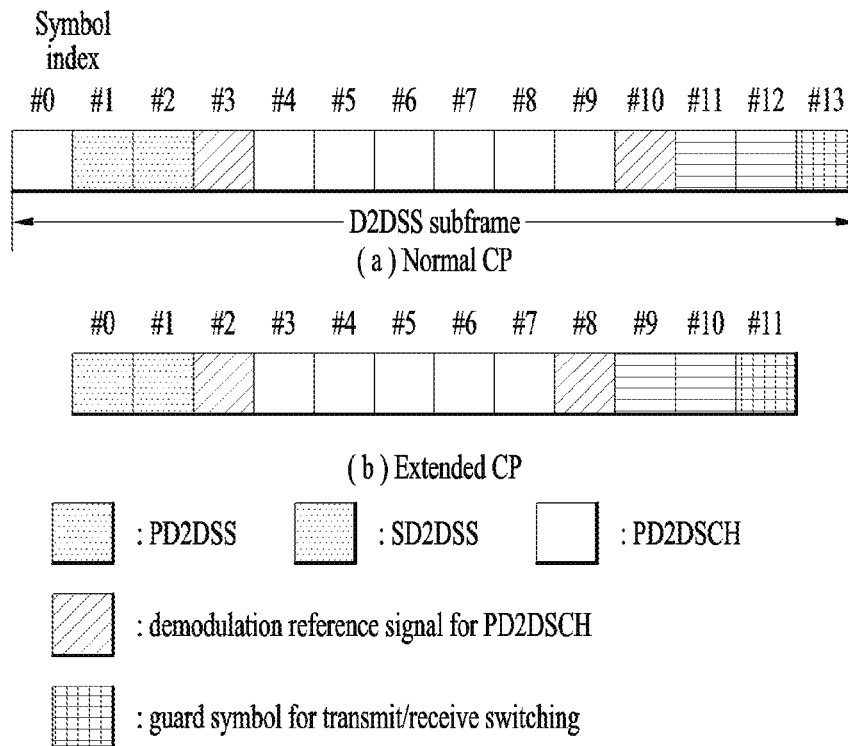 Symbol
index
#0 #1 #2 #3 #4 #5 #6 #7 #8 #9 #10 #11 #12 #13
D2DSS subframe
( a ) Normal CP
#0 #1 #2 #3 #4 #5 #6 #7 #8 #9 #10 #11
( b ) Extended CP
: PD2DSS : SD2DSS : PD2DSCH
: demodulation reference signal for PD2DSCH
: guard symbol for transmit/receive switching